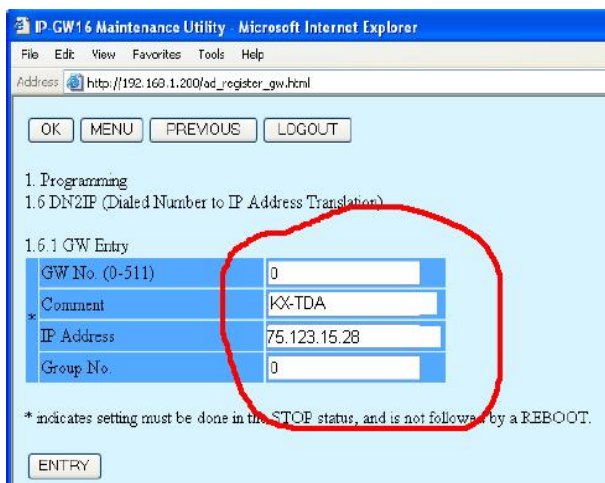 IP-GW16 Maintenance Utility - Microsoft Internet Explorer
File Edit View Favorites Tools Help
Address http://192.168.1.200/ad_register_gw.html
OK MENU PREVIOUS LOGOUT
1. Programming
1.6 DN2IP (Dialed Number to IP Address Translation)
1.6.1 GW Entry
GW No. (0-511) 0
* Comment KX-TDA
IP Address 75.123.15.28
Group No. 0
* indicates setting must be done in the STOP status, and is not followed by a REBOOT.
ENTRY